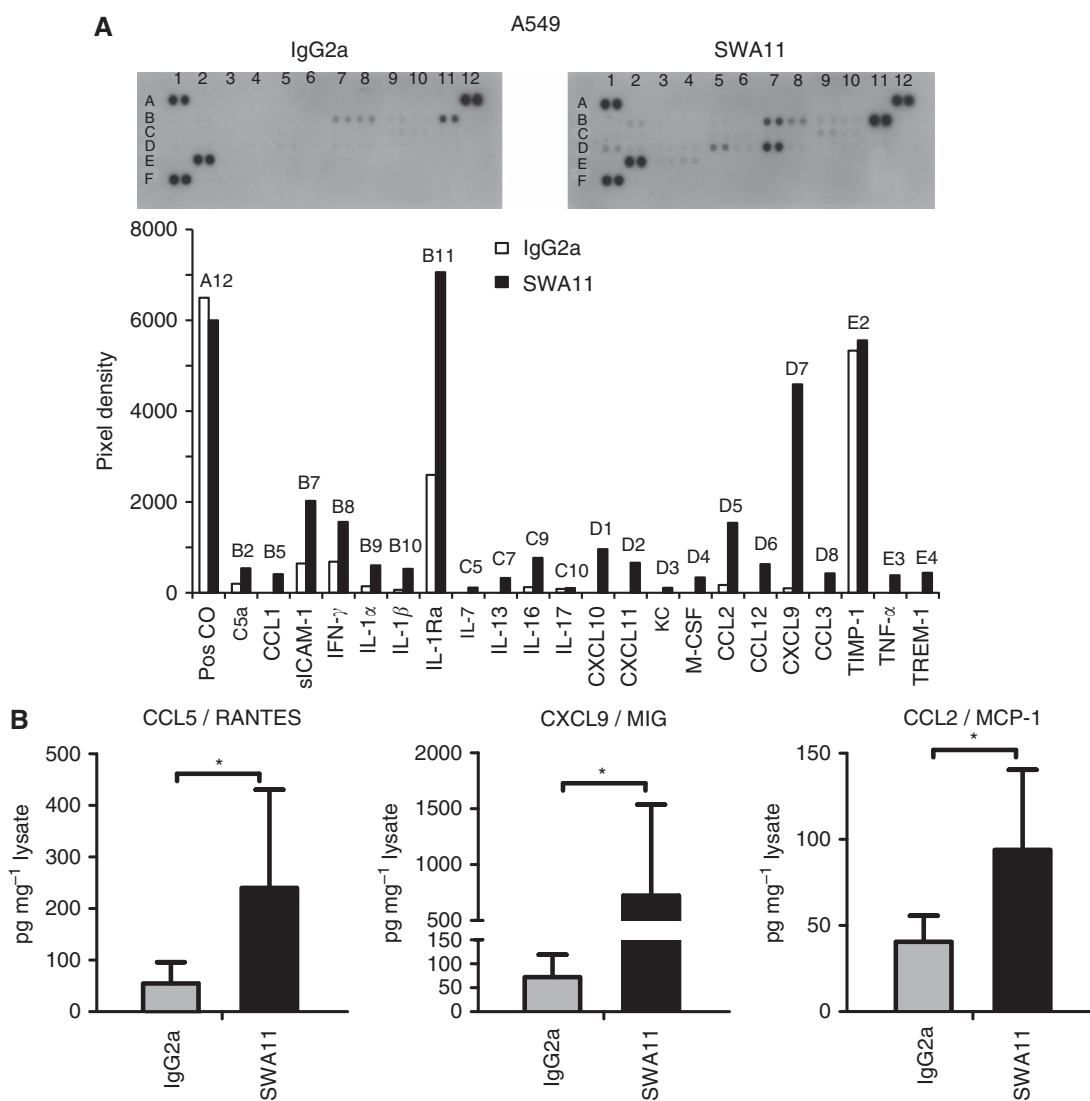 A
A549
IgG2a
SWA11
1 2 3 4 5 6 7 8 9 10 11 12
A
B
C
D
E
F
1 2 3 4 5 6 7 8 9 10 11 12
A
B
C
D
E
F
8000
6000
4000
2000
0
Pixel density
IgG2a
SWA11
A12
B2
B5
B7
B8
B9
B10
B11
C5
C7
C9
C10
D1
D2
D3
D4
D5
D6
D7
D8
E2
E3
E4
Pos CO
C5a
CCL1
sICAM-1
IFN-γ
IL-1α
IL-1β
IL-1Ra
IL-7
IL-13
IL-16
IL-17
CXCL10
CXCL11
KC
M-CSF
CCL2
CCL12
CXCL9
CCL3
TIMP-1
TNF-α
TREM-1
B
CCL5 / RANTES
500
400
300
200
100
0
pg mg⁻¹ lysate
*
IgG2a
SWA11
CXCL9 / MIG
2000
1500
1000
500
150
100
50
0
pg mg⁻¹ lysate
*
IgG2a
SWA11
CCL2 / MCP-1
150
100
50
0
pg mg⁻¹ lysate
*
IgG2a
SWA11